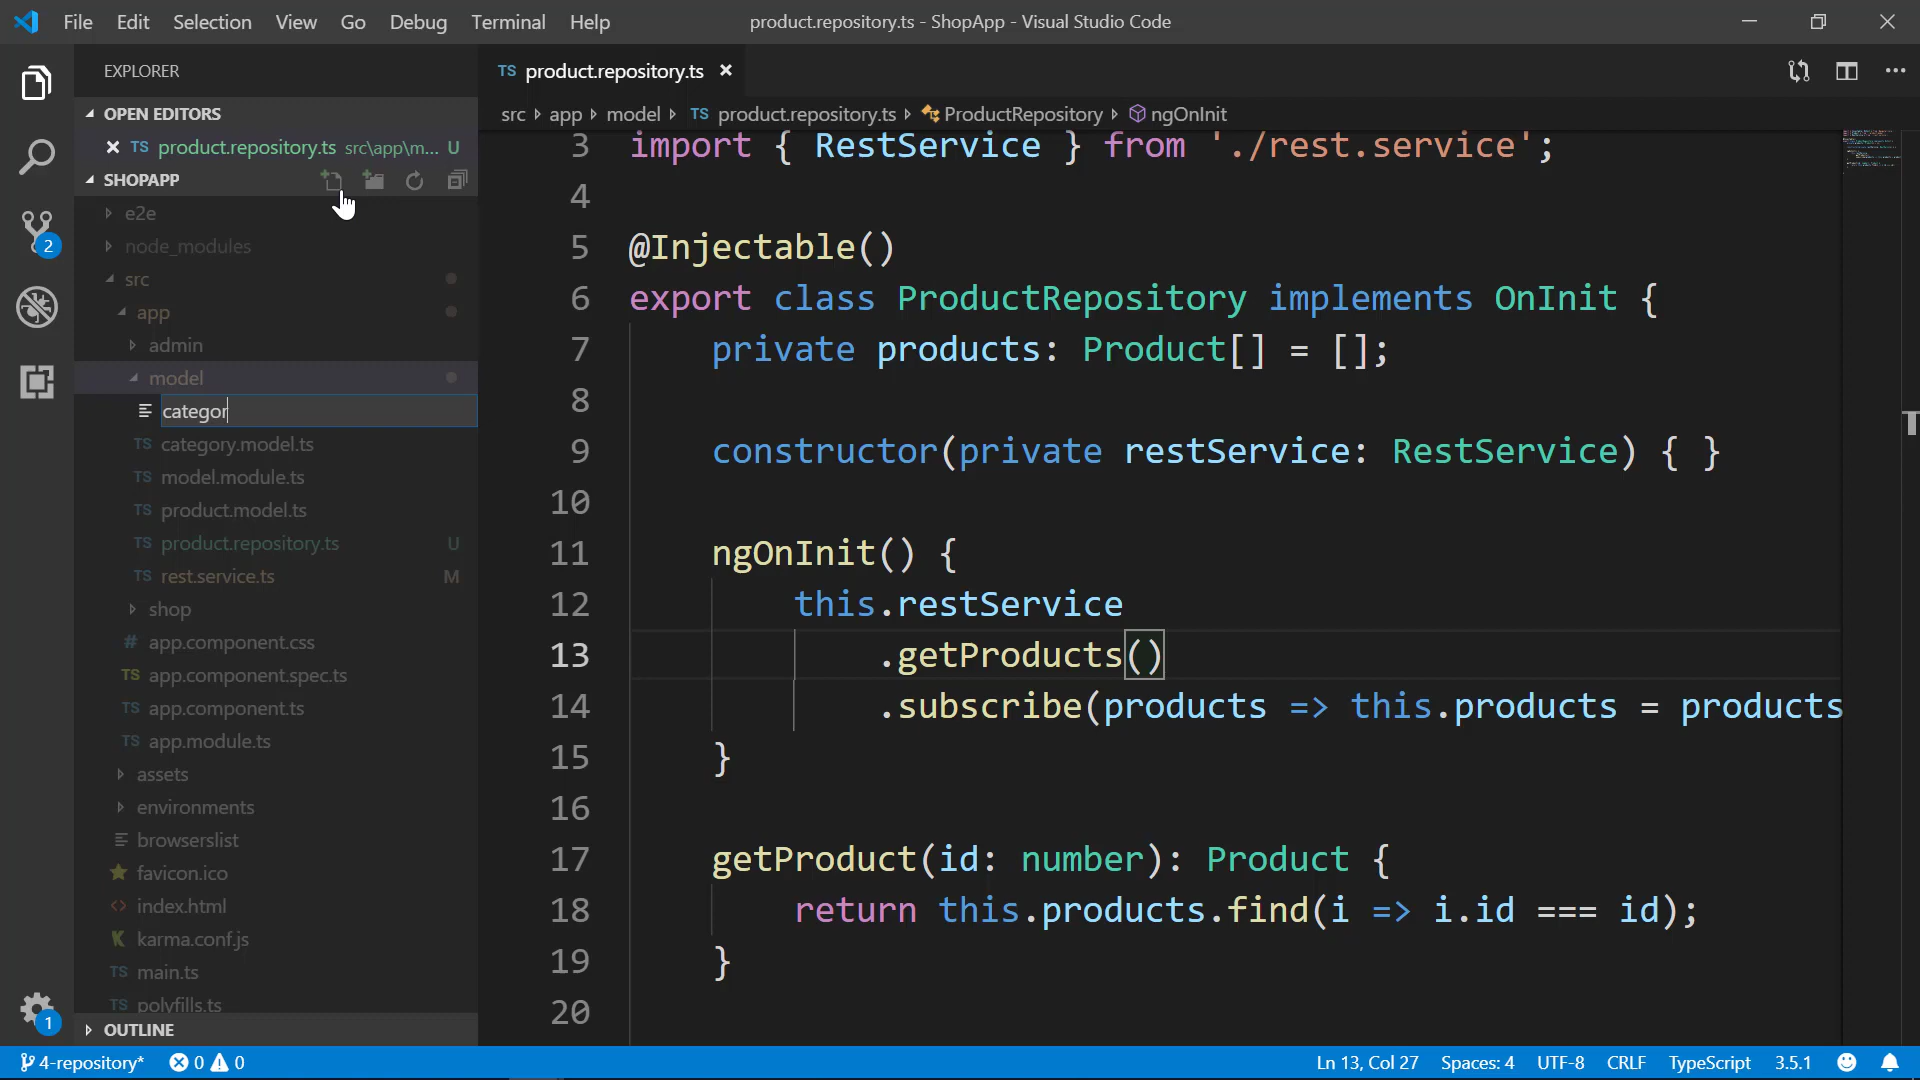 File Edit Selection View Go Debug Terminal Help
product.repository.ts - ShopApp - Visual Studio Code
EXPLORER
OPEN EDITORS
TS product.repository.ts src\app\m... U
SHOPAPP
e2e
node_modules
src
app
admin
model
categor
TS category.model.ts
TS model.module.ts
TS product.model.ts
TS product.repository.ts U
TS rest.service.ts M
shop
# app.component.css
TS app.component.spec.ts
TS app.component.ts
TS app.module.ts
assets
environments
browserslist
favicon.ico
<> index.html
K karma.conf.js
TS main.ts
TS polyfills.ts
OUTLINE
2
1
TS product.repository.ts
src app model TS product.repository.ts ProductRepository ngOnInit
3 import { RestService } from './rest.service';
4
5 @Injectable()
6 export class ProductRepository implements OnInit {
7 private products: Product[] = [];
8
9 constructor(private restService: RestService) { }
10
11 ngOnInit() {
12 this.restService
13 .getProducts()
14 .subscribe(products => this.products = products
15 }
16
17 getProduct(id: number): Product {
18 return this.products.find(i => i.id === id);
19 }
20
4-repository* 0 0
Ln 13, Col 27 Spaces: 4 UTF-8 CRLF TypeScript 3.5.1